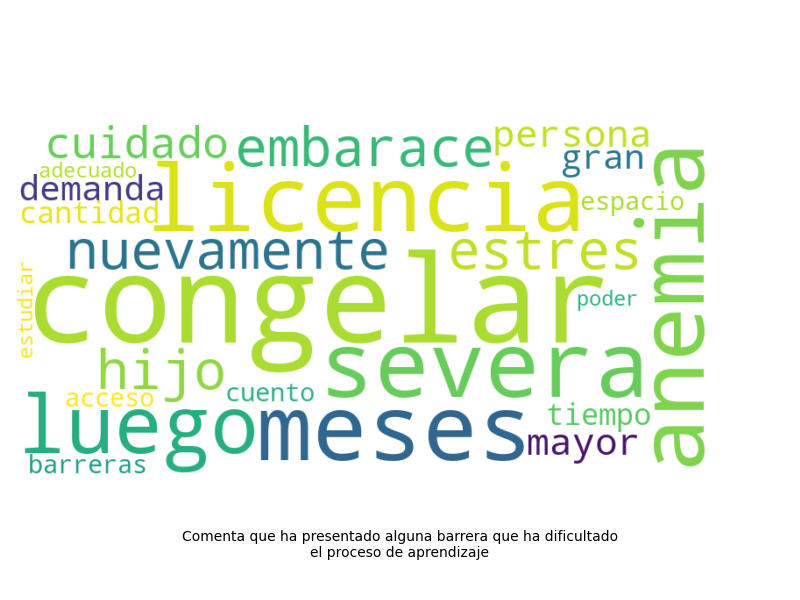 cuidado
embarace
persona
gran
adecuado
demanda
licencia
cantidad
espacio
nuevamente
estres
anemia
congelar
poder
estudiar
hijo
severa
cuento
acceso
luego
meses
tiempo
mayor
barreras
Comenta que ha presentado alguna barrera que ha dificultado
el proceso de aprendizaje